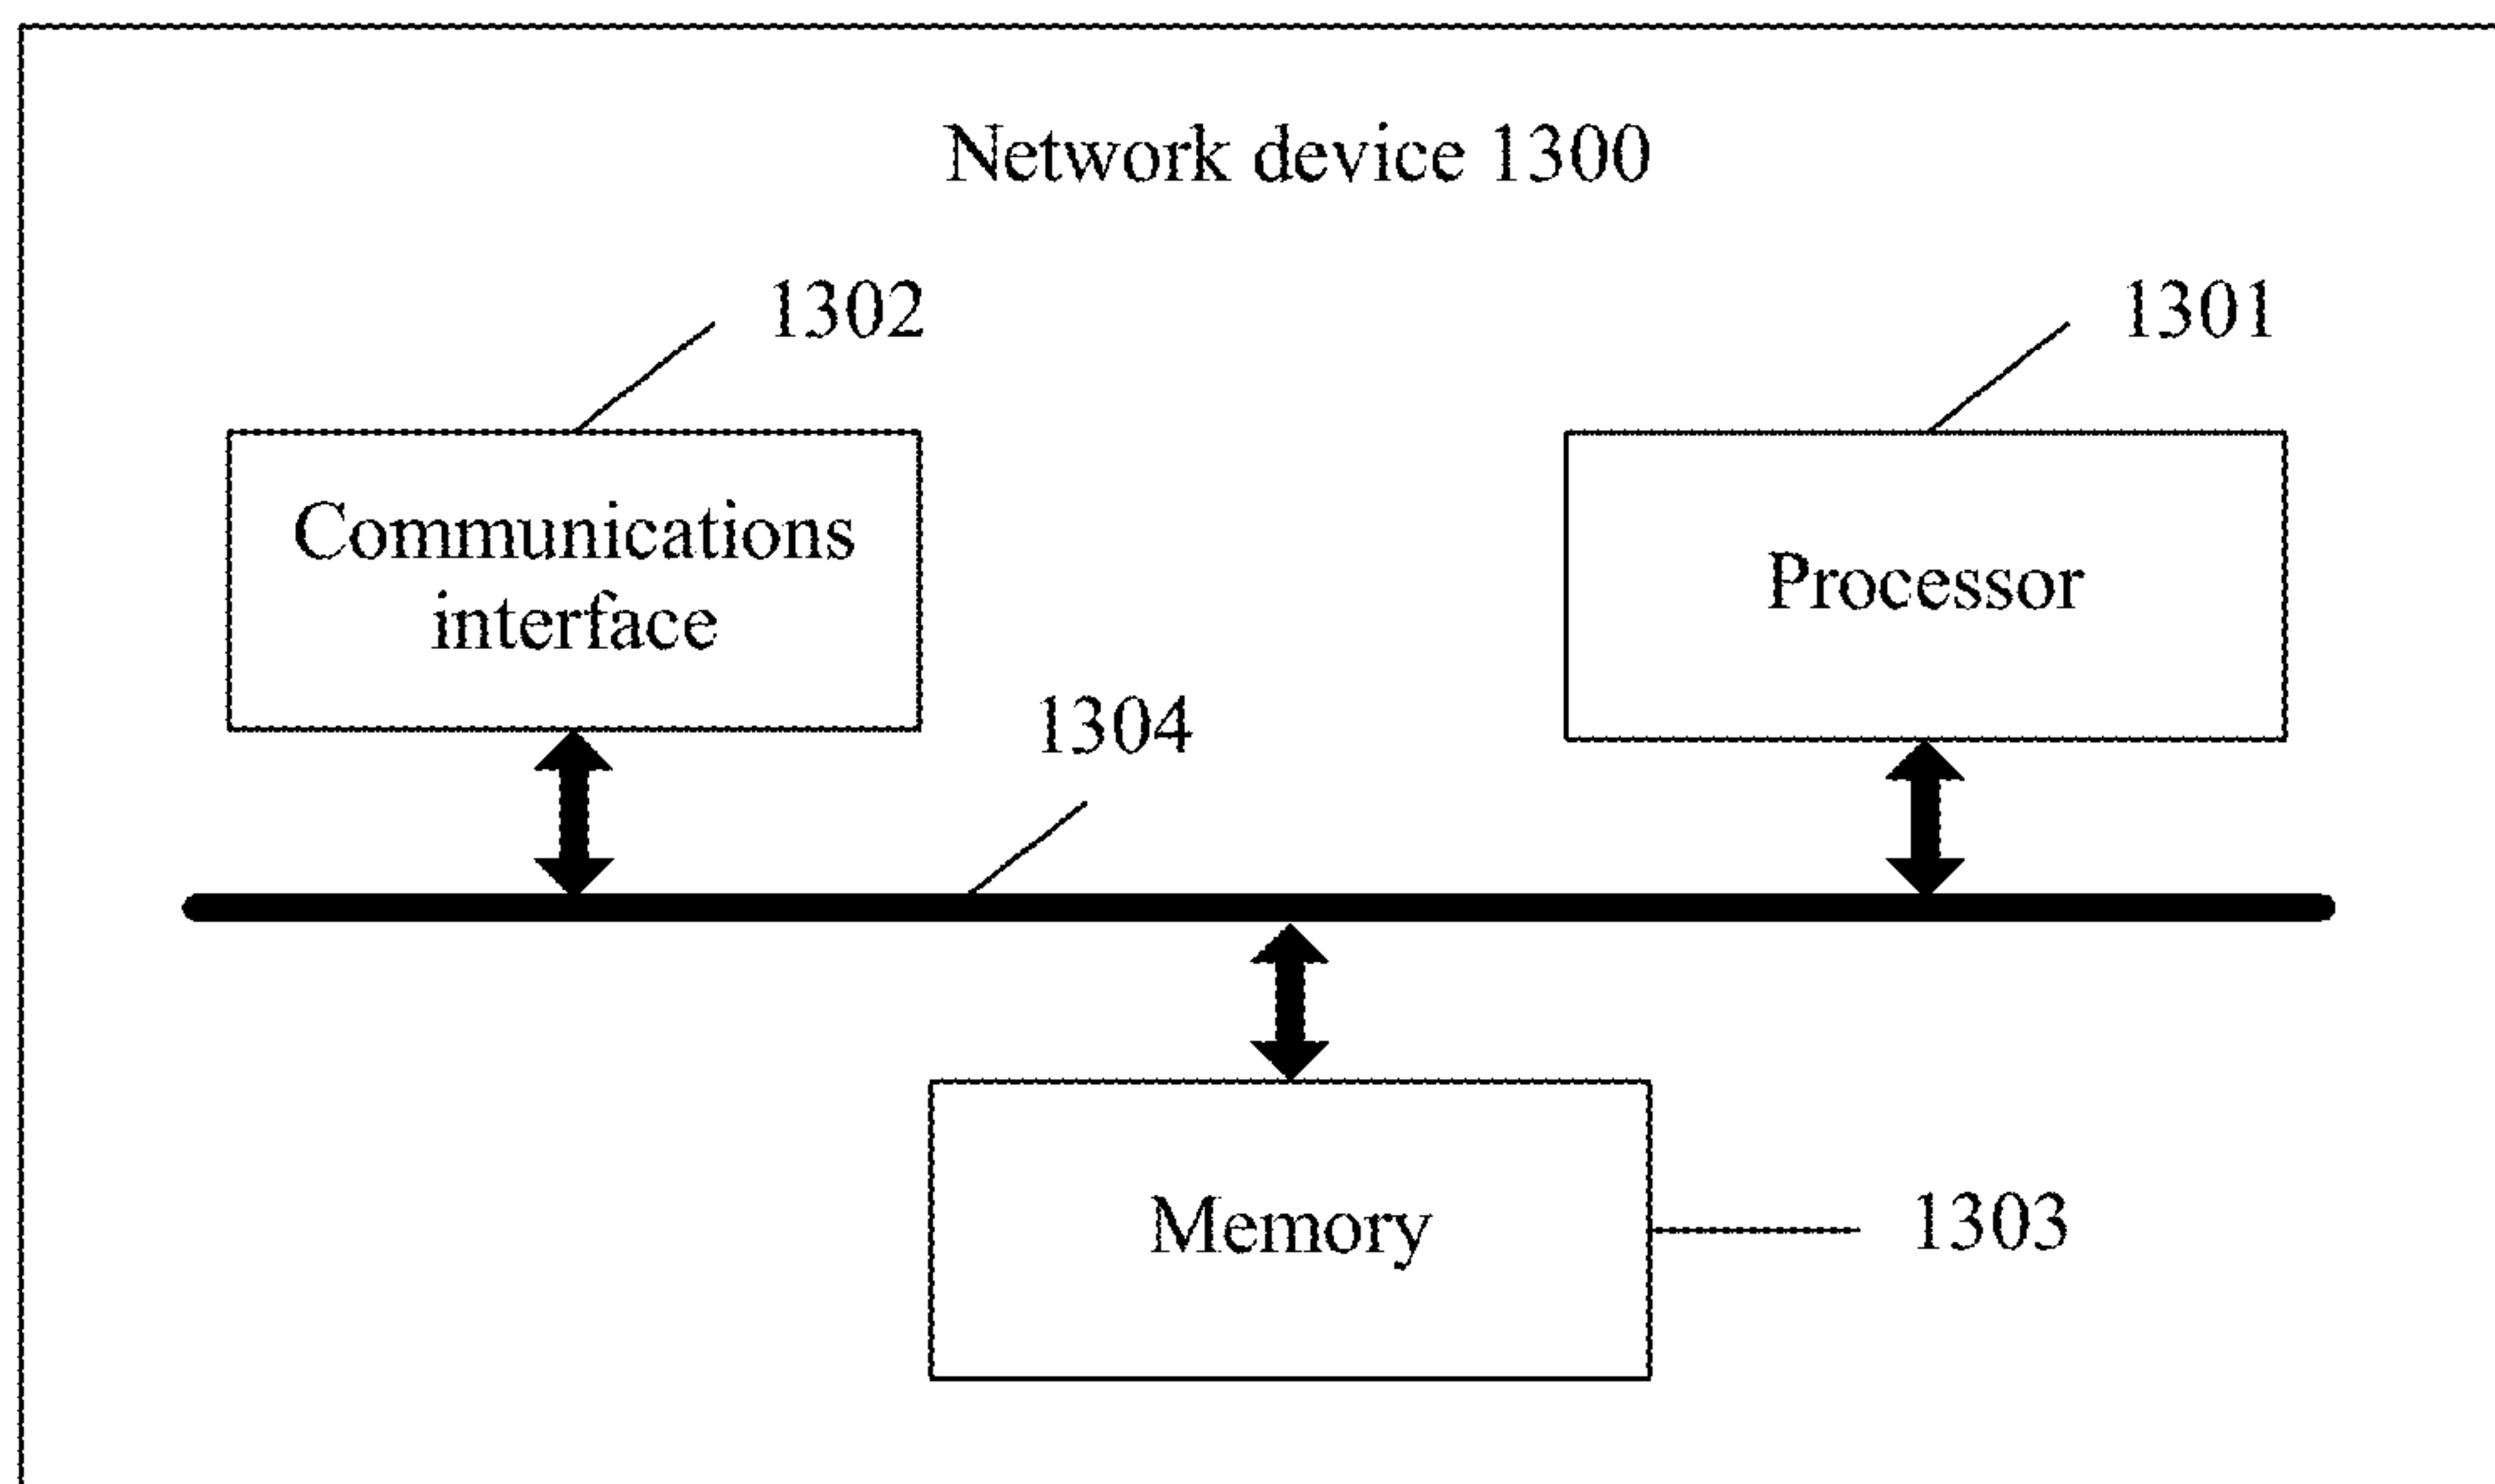 Network device 1300
1302
1301
Communications
interface
Processor
1304
Memory
1303